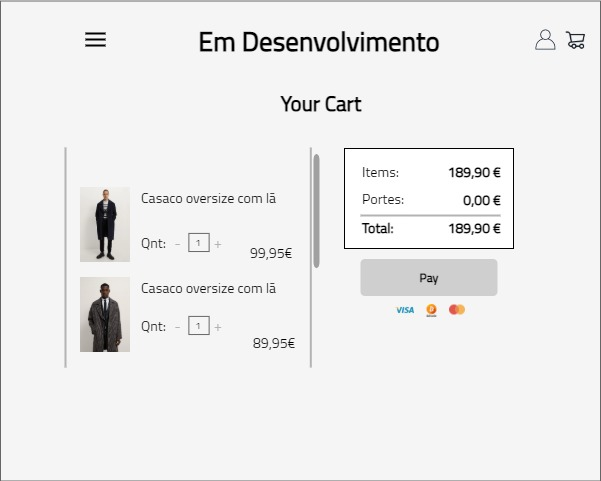 Em Desenvolvimento
Your Cart
Casaco oversize com lã
Qnt: - 1 +
99,95€
Casaco oversize com lã
Qnt: - 1 +
89,95€
Items: 189,90 €
Portes: 0,00 €
Total: 189,90 €
Pay
VISA